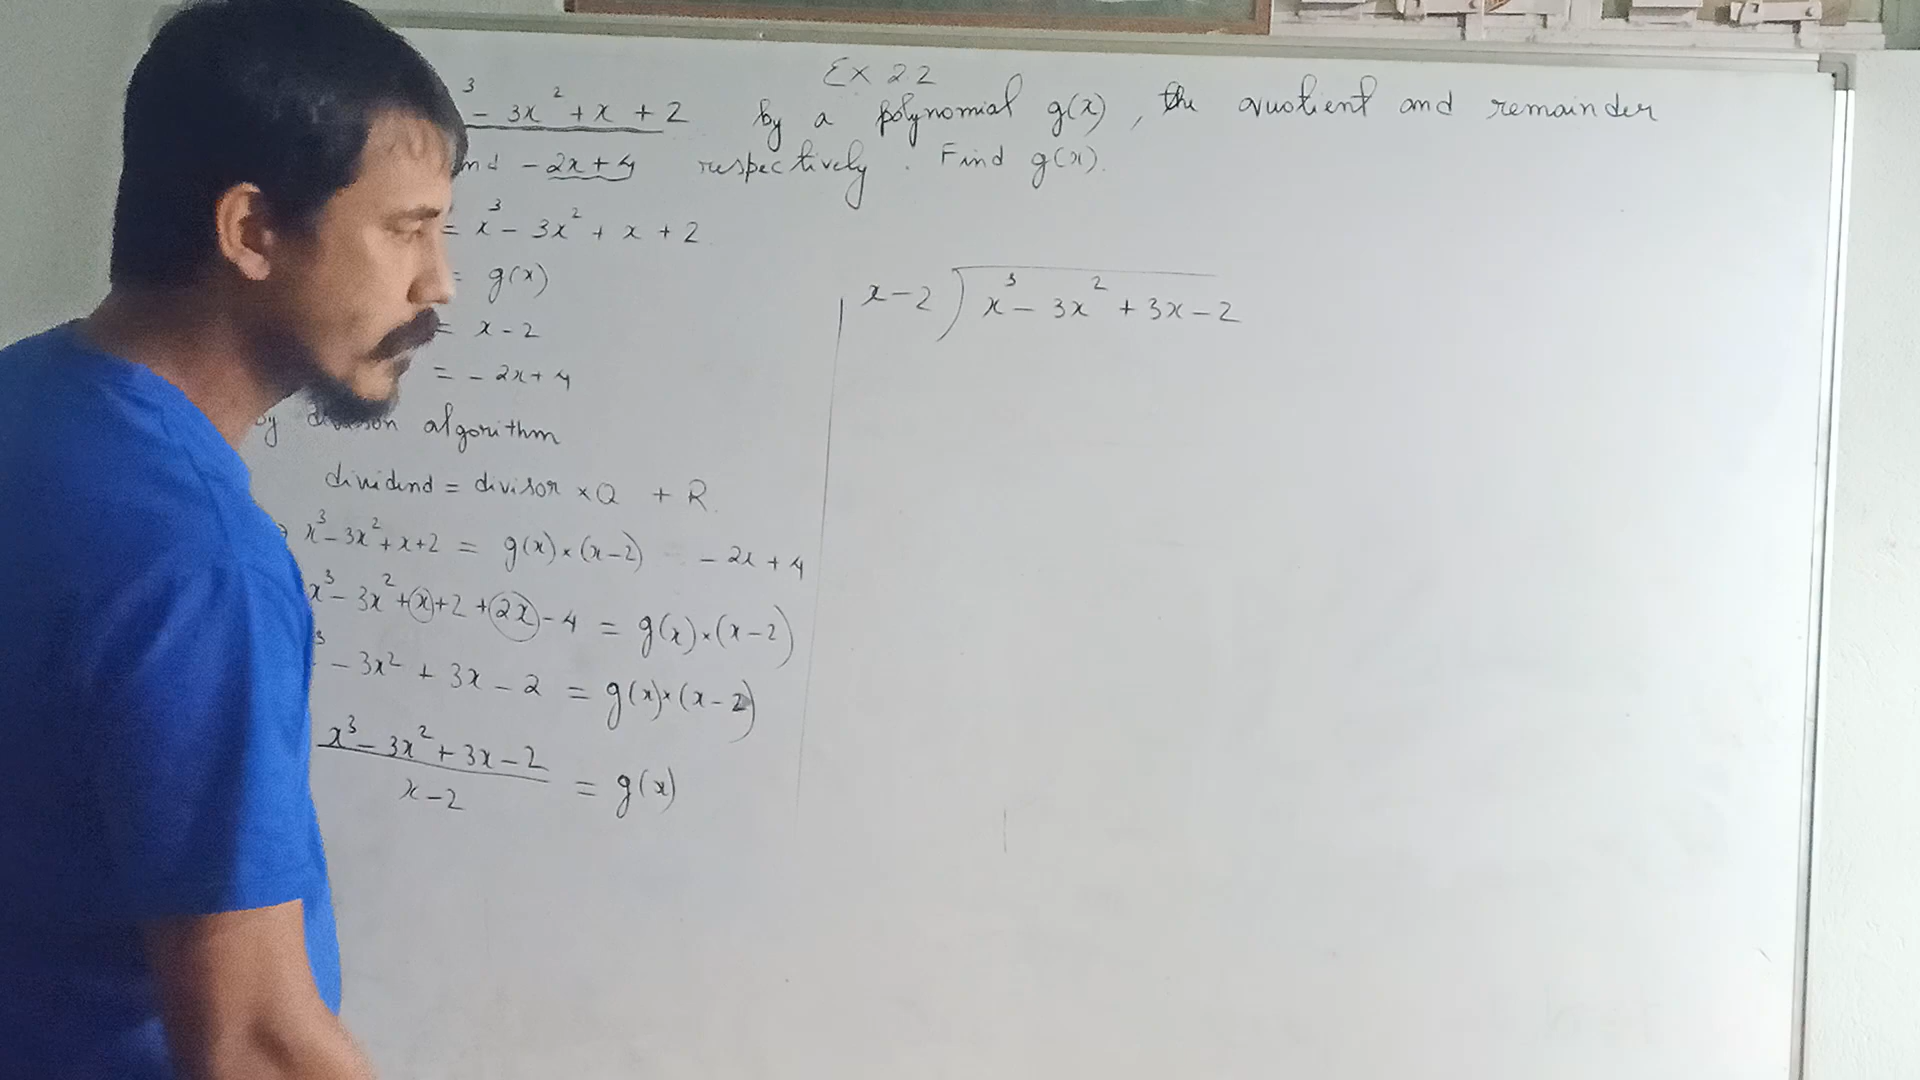 Ex 22
³ - 3x² + x + 2 by a polynomial g(x), the quotient and remainder
- 2x + 4 respectively. Find g(x).
= x³ - 3x² + x + 2
= g(x)
= x - 2
= - 2x + 4
by division algorithm
dividend = divisor × Q + R.
x³ - 3x² + x + 2 = g(x) × (x - 2) - 2x + 4
x³ - 3x² + x + 2 + 2x - 4 = g(x) × (x - 2)
³ - 3x² + 3x - 2 = g(x) × (x - 2)
x³ - 3x² + 3x - 2
x - 2
= g(x)
x - 2 ) x³ - 3x² + 3x - 2